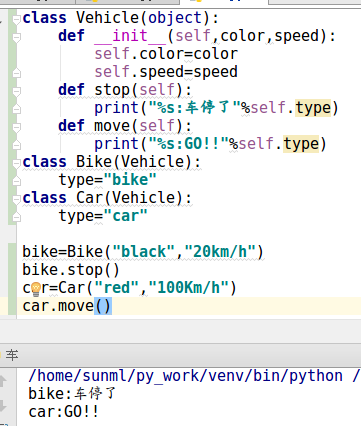 class Vehicle(object):
    def __init__(self,color,speed):
        self.color=color
        self.speed=speed
    def stop(self):
        print("%s:车停了"%self.type)
    def move(self):
        print("%s:GO!!"%self.type)
class Bike(Vehicle):
    type="bike"
class Car(Vehicle):
    type="car"
bike=Bike("black","20km/h")
bike.stop()
car=Car("red","100Km/h")
car.move()
车
/home/sunml/py_work/venv/bin/python /
bike:车停了
car:GO!!